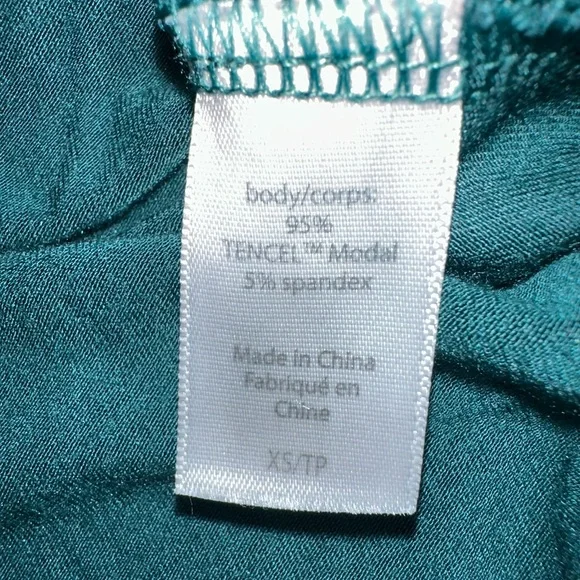 body/corps:
95%
TENCEL™ Modal
5% spandex
Made in China
Fabriqué en
Chine
XS/TP